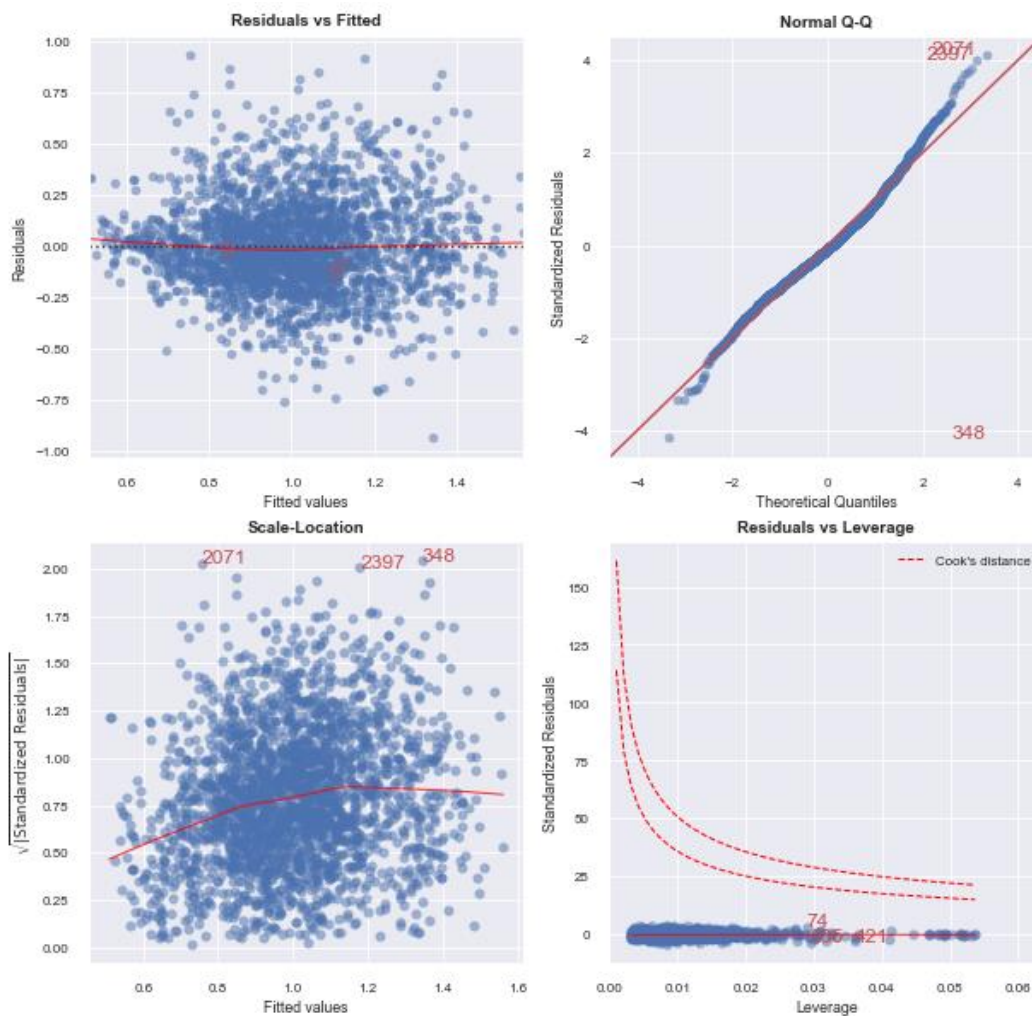 Residuals vs Fitted
1.00
0.75
0.50
0.25
0.00
−0.25
−0.50
−0.75
−1.00
Residuals
0.6 0.8 1.0 1.2 1.4
Fitted values
Normal Q-Q
2071
2397
348
4
2
0
−2
−4
Standardized Residuals
−4 −2 0 2 4
Theoretical Quantiles
Scale-Location
2071
2397
348
2.00
1.75
1.50
1.25
1.00
0.75
0.50
0.25
0.00
√|Standardized Residuals|
0.6 0.8 1.0 1.2 1.4 1.6
Fitted values
Residuals vs Leverage
Cook's distance
150
125
100
75
50
25
0
Standardized Residuals
74
421
0.00 0.01 0.02 0.03 0.04 0.05 0.06
Leverage